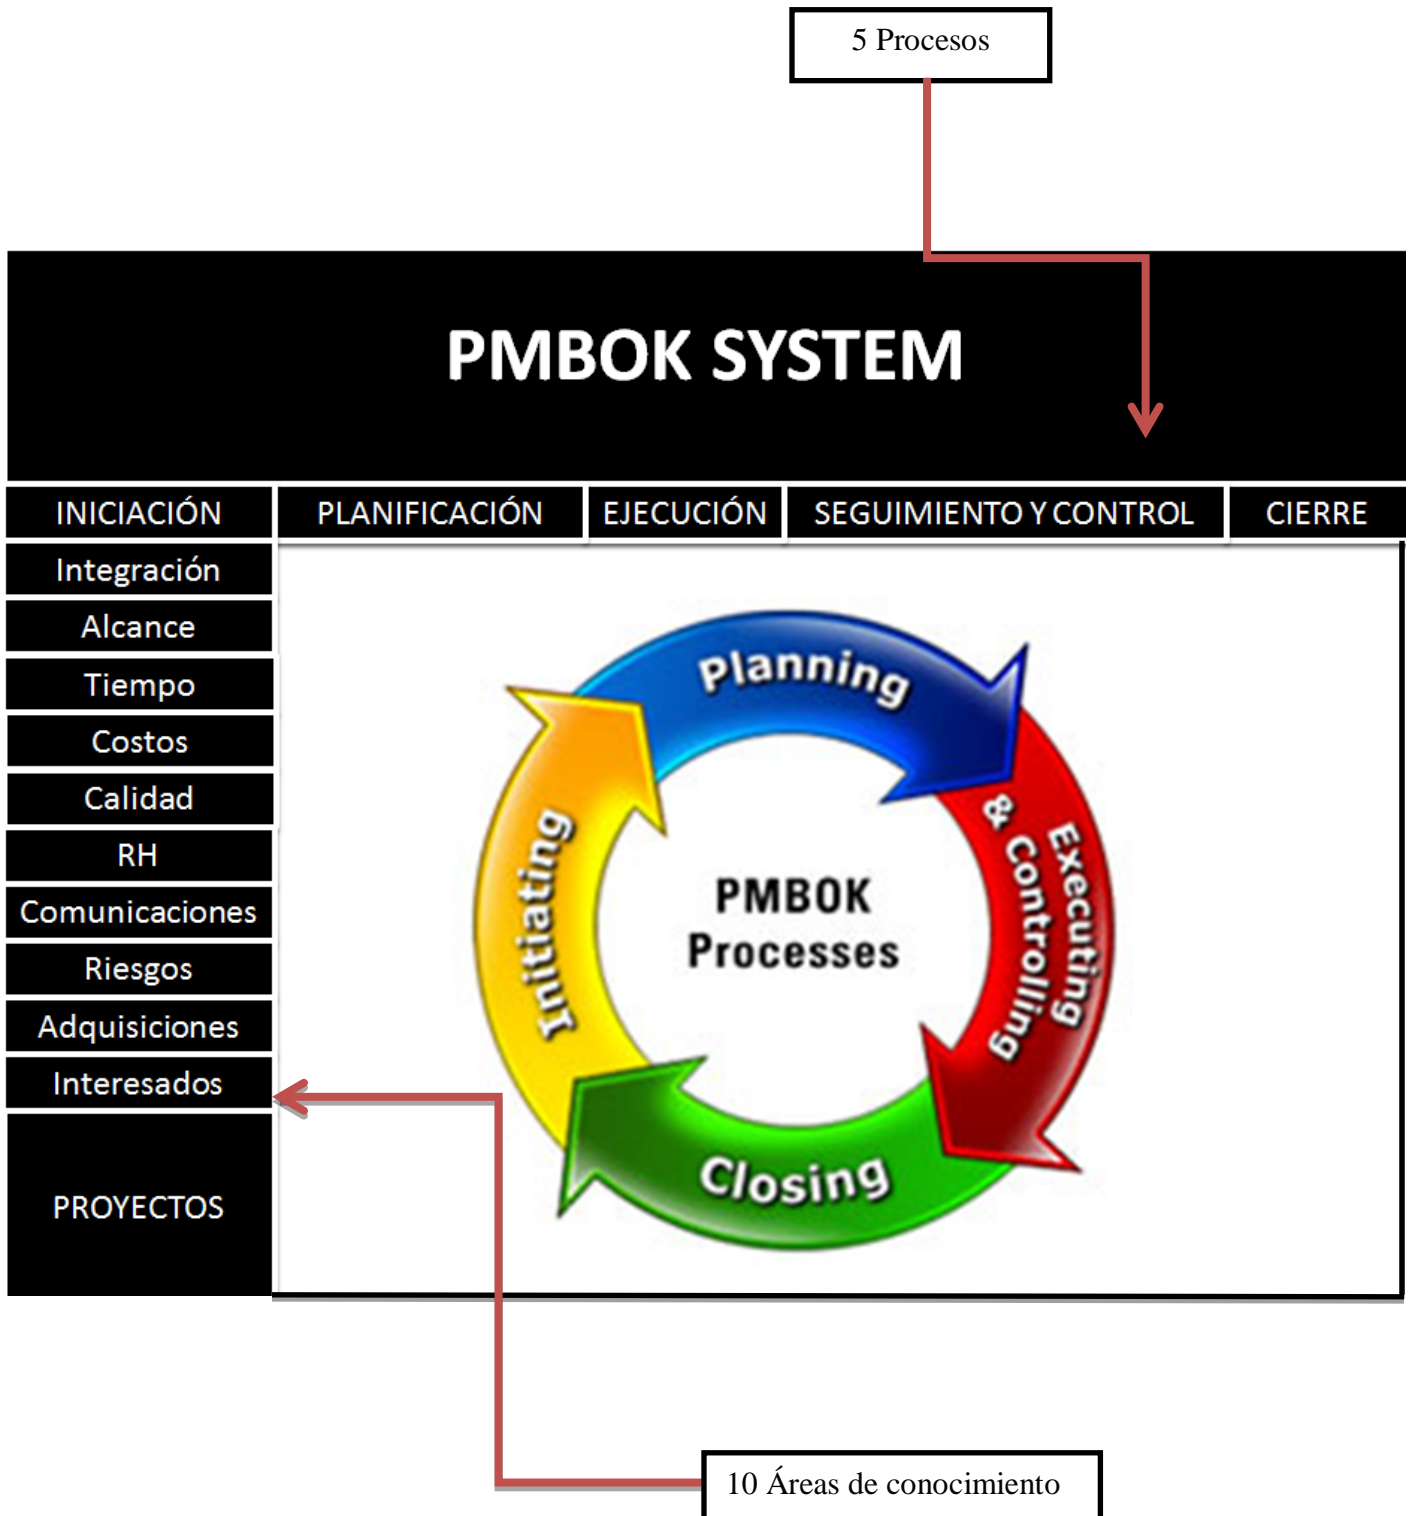 5 Procesos
PMBOK SYSTEM
INICIACIÓN
PLANIFICACIÓN
EJECUCIÓN
SEGUIMIENTO Y CONTROL
CIERRE
Integración
Alcance
Tiempo
Costos
Calidad
RH
Comunicaciones
Riesgos
Adquisiciones
Interesados
PROYECTOS
Planning
Executing
& Controlling
Closing
Initiating
PMBOK
Processes
10 Áreas de conocimiento